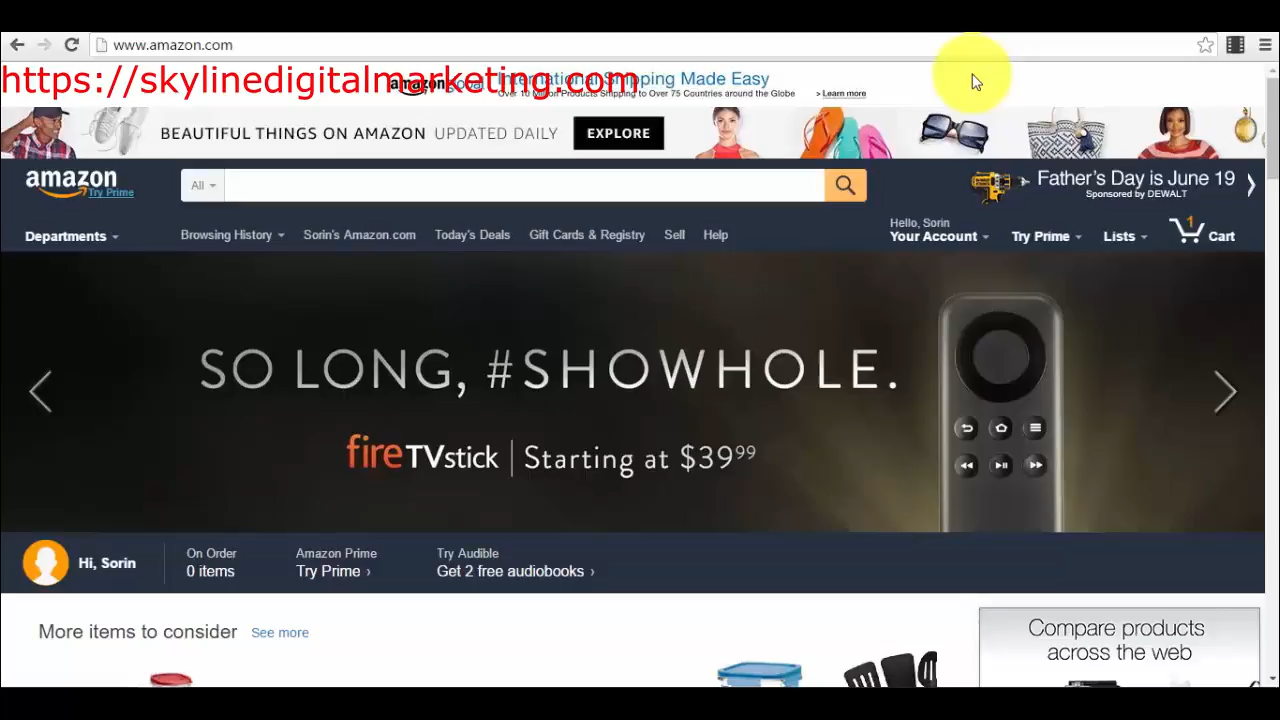 www.amazon.com
https://skylinedigitalmarketing.com
amazon global International Shipping Made Easy
Over 10 Million Products Shipping to Over 75 Countries around the Globe > Learn more
BEAUTIFUL THINGS ON AMAZON UPDATED DAILY EXPLORE
amazon
Try Prime
All
Father's Day is June 19
Sponsored by DEWALT
Departments
Browsing History
Sorin's Amazon.com
Today's Deals
Gift Cards & Registry
Sell
Help
Hello, Sorin
Your Account
Try Prime
Lists
1
Cart
SO LONG, #SHOWHOLE.
fireTVstick | Starting at $39⁹⁹
Hi, Sorin
On Order
0 items
Amazon Prime
Try Prime ›
Try Audible
Get 2 free audiobooks ›
More items to consider See more
Compare products
across the web